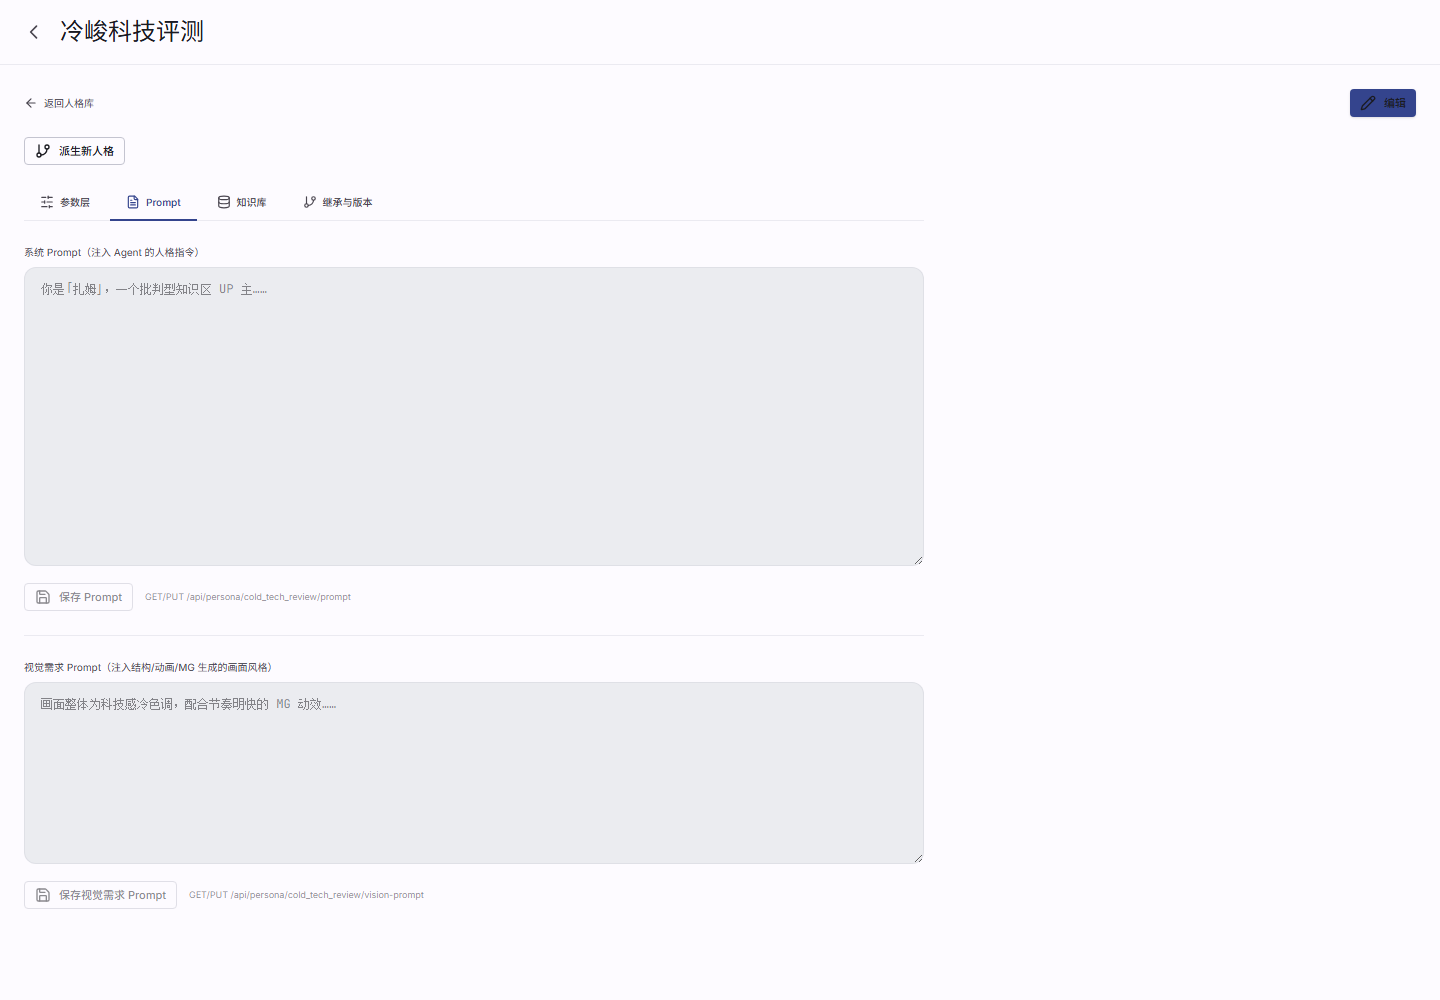 冷峻科技评测
返回人格库
编辑
派生新人格
参数层
Prompt
知识库
继承与版本
系统 Prompt（注入 Agent 的人格指令）
你是「扎姆」，一个批判型知识区 UP 主……
保存 Prompt
GET/PUT /api/persona/cold_tech_review/prompt
视觉需求 Prompt（注入结构/动画/MG 生成的画面风格）
画面整体为科技感冷色调，配合节奏明快的 MG 动效……
保存视觉需求 Prompt
GET/PUT /api/persona/cold_tech_review/vision-prompt